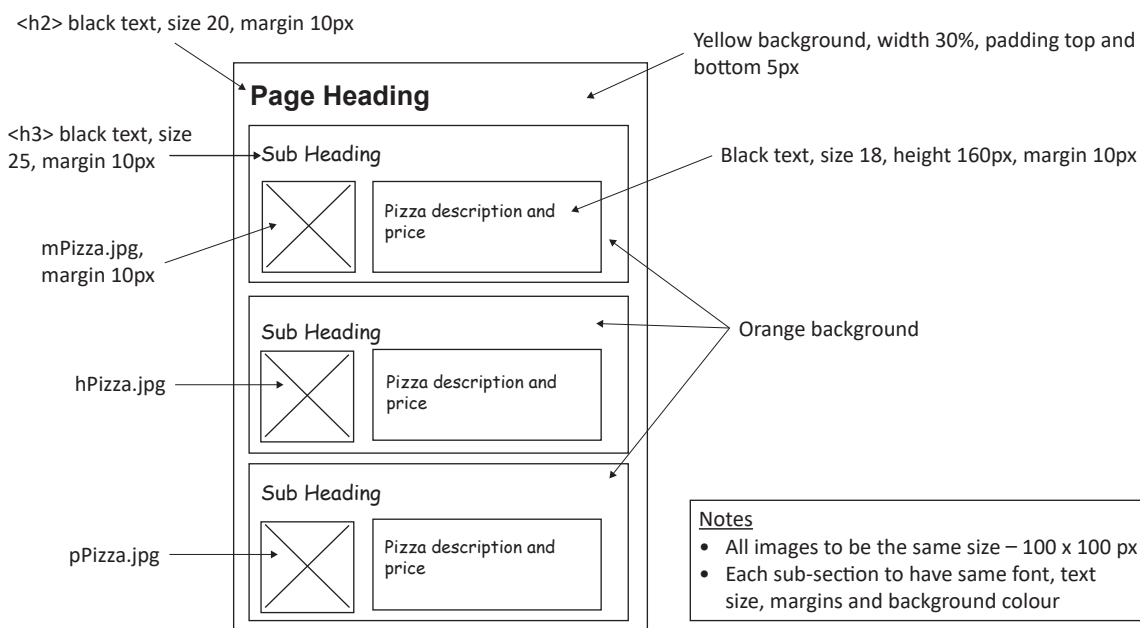 <h2> black text, size 20, margin 10px
Yellow background, width 30%, padding top and
bottom 5px
Page Heading
<h3> black text, size
25, margin 10px
Sub Heading
Black text, size 18, height 160px, margin 10px
Pizza description and
price
mPizza.jpg,
margin 10px
Orange background
Sub Heading
hPizza.jpg
Pizza description and
price
Sub Heading
pPizza.jpg
Pizza description and
price
Notes
• All images to be the same size – 100 x 100 px
• Each sub-section to have same font, text
size, margins and background colour